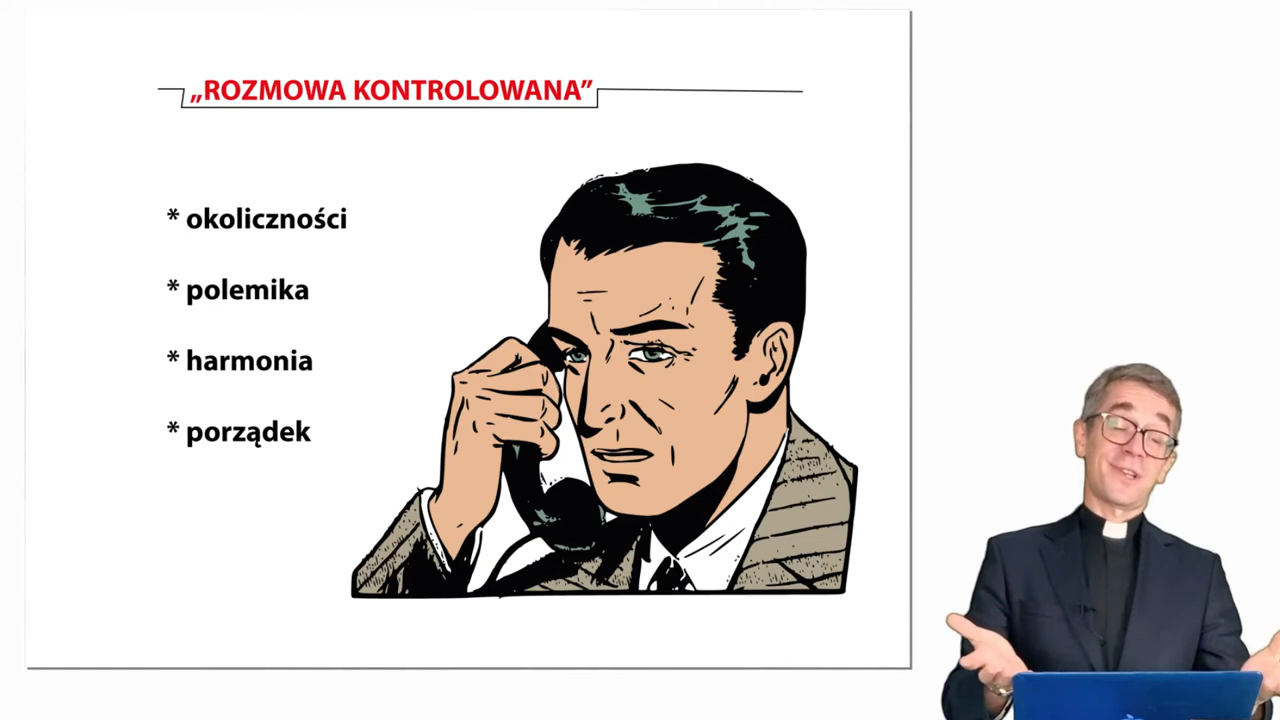 „ROZMOWA KONTROLOWANA”
* okoliczności
* polemika
* harmonia
* porządek